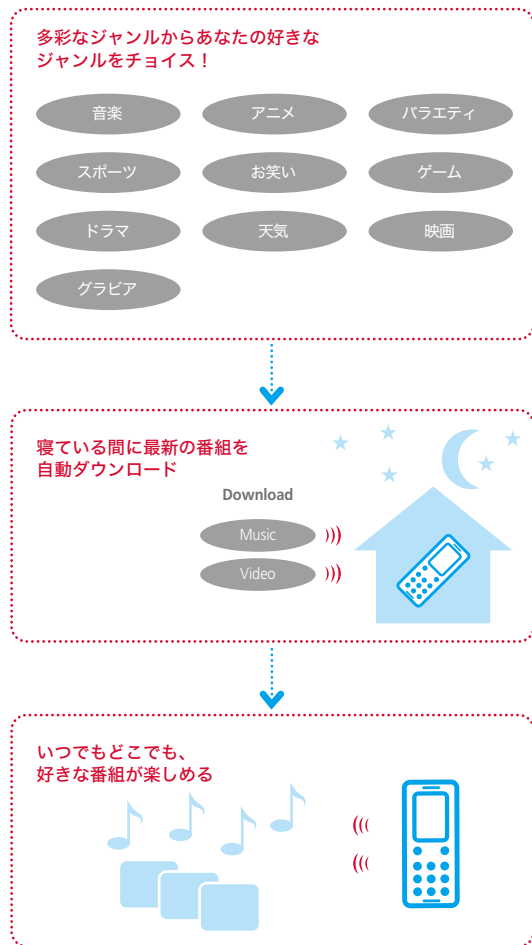 多彩なジャンルからあなたの好きな
ジャンルをチョイス！
音楽
アニメ
バラエティ
スポーツ
お笑い
ゲーム
ドラマ
天気
映画
グラビア
寝ている間に最新の番組を
自動ダウンロード
Download
Music
Video
いつでもどこでも、
好きな番組が楽しめる